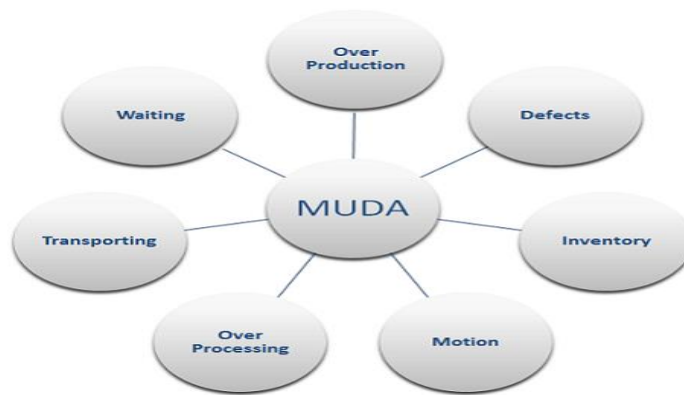 Over
Production
Waiting
Defects
MUDA
Transporting
Inventory
Over
Processing
Motion